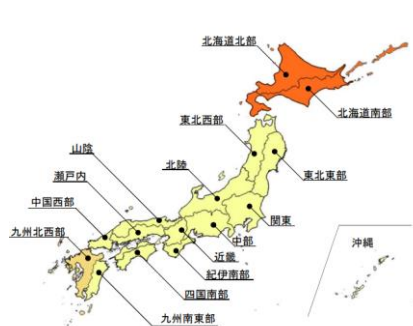 北海道北部
北海道南部
東北西部
東北東部
山陰
北陸
瀬戸内
中国西部
関東
九州北西部
中部
近畿
紀伊南部
四国南部
九州南東部
沖縄